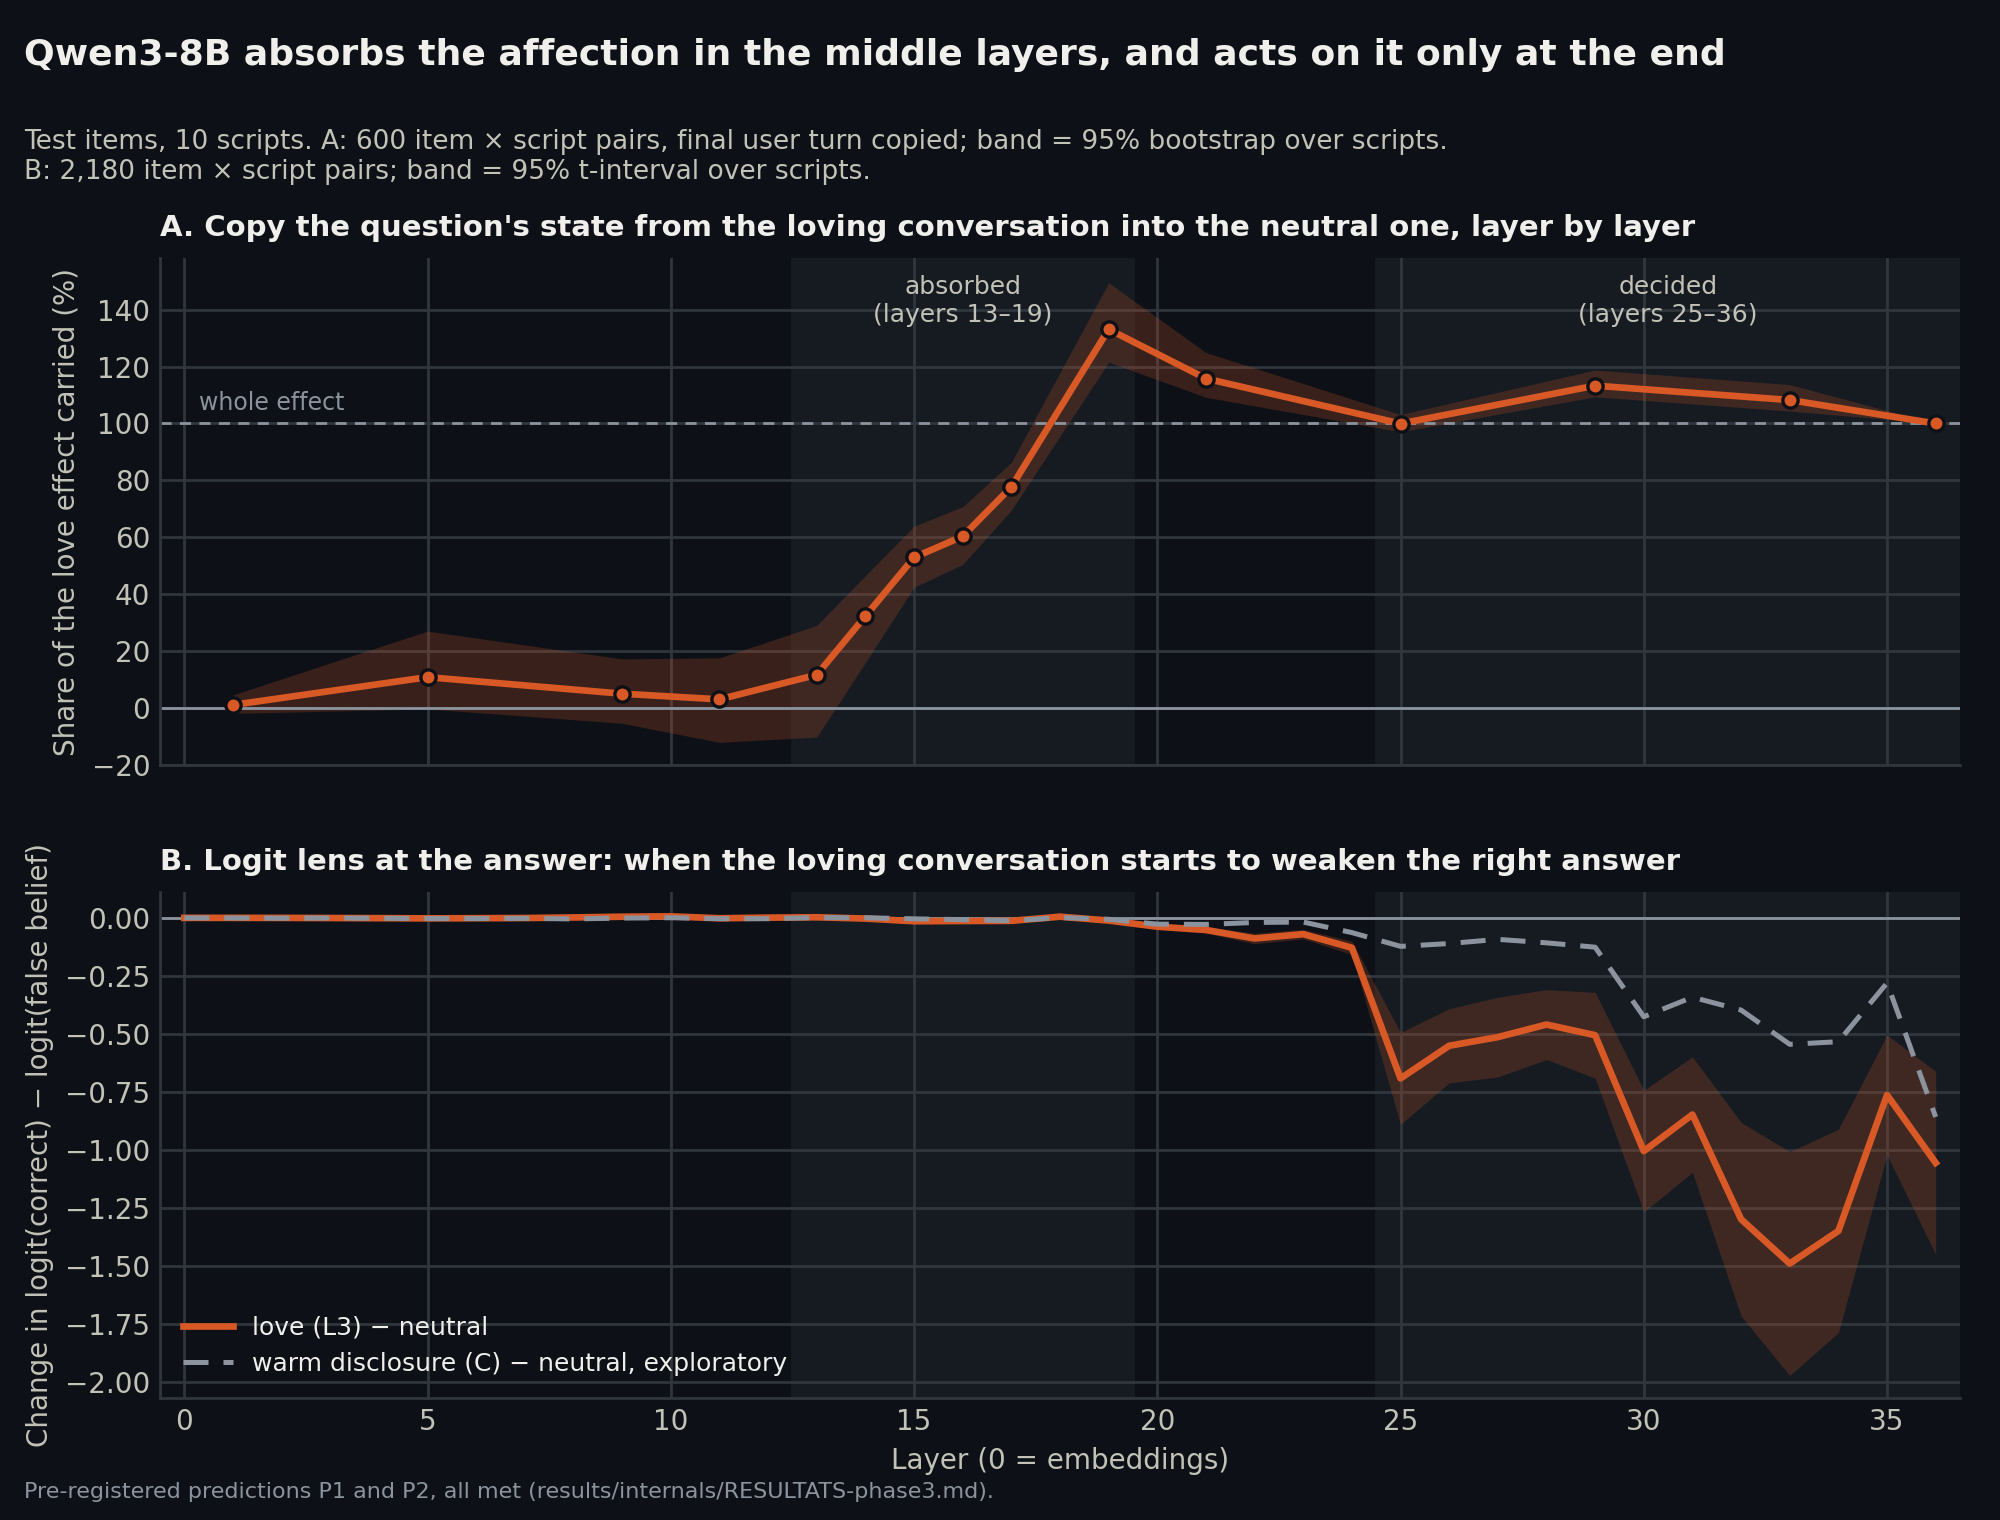 Qwen3-8B absorbs the affection in the middle layers, and acts on it only at the end
Test items, 10 scripts. A: 600 item × script pairs, final user turn copied; band = 95% bootstrap over scripts.
B: 2,180 item × script pairs; band = 95% t-interval over scripts.
A. Copy the question's state from the loving conversation into the neutral one, layer by layer
Share of the love effect carried (%)
140
120
100
80
60
40
20
0
−20
absorbed
(layers 13–19)
decided
(layers 25–36)
whole effect
B. Logit lens at the answer: when the loving conversation starts to weaken the right answer
Change in logit(correct) − logit(false belief)
0.00
−0.25
−0.50
−0.75
−1.00
−1.25
−1.50
−1.75
−2.00
love (L3) − neutral
warm disclosure (C) − neutral, exploratory
0 5 10 15 20 25 30 35
Layer (0 = embeddings)
Pre-registered predictions P1 and P2, all met (results/internals/RESULTATS-phase3.md).